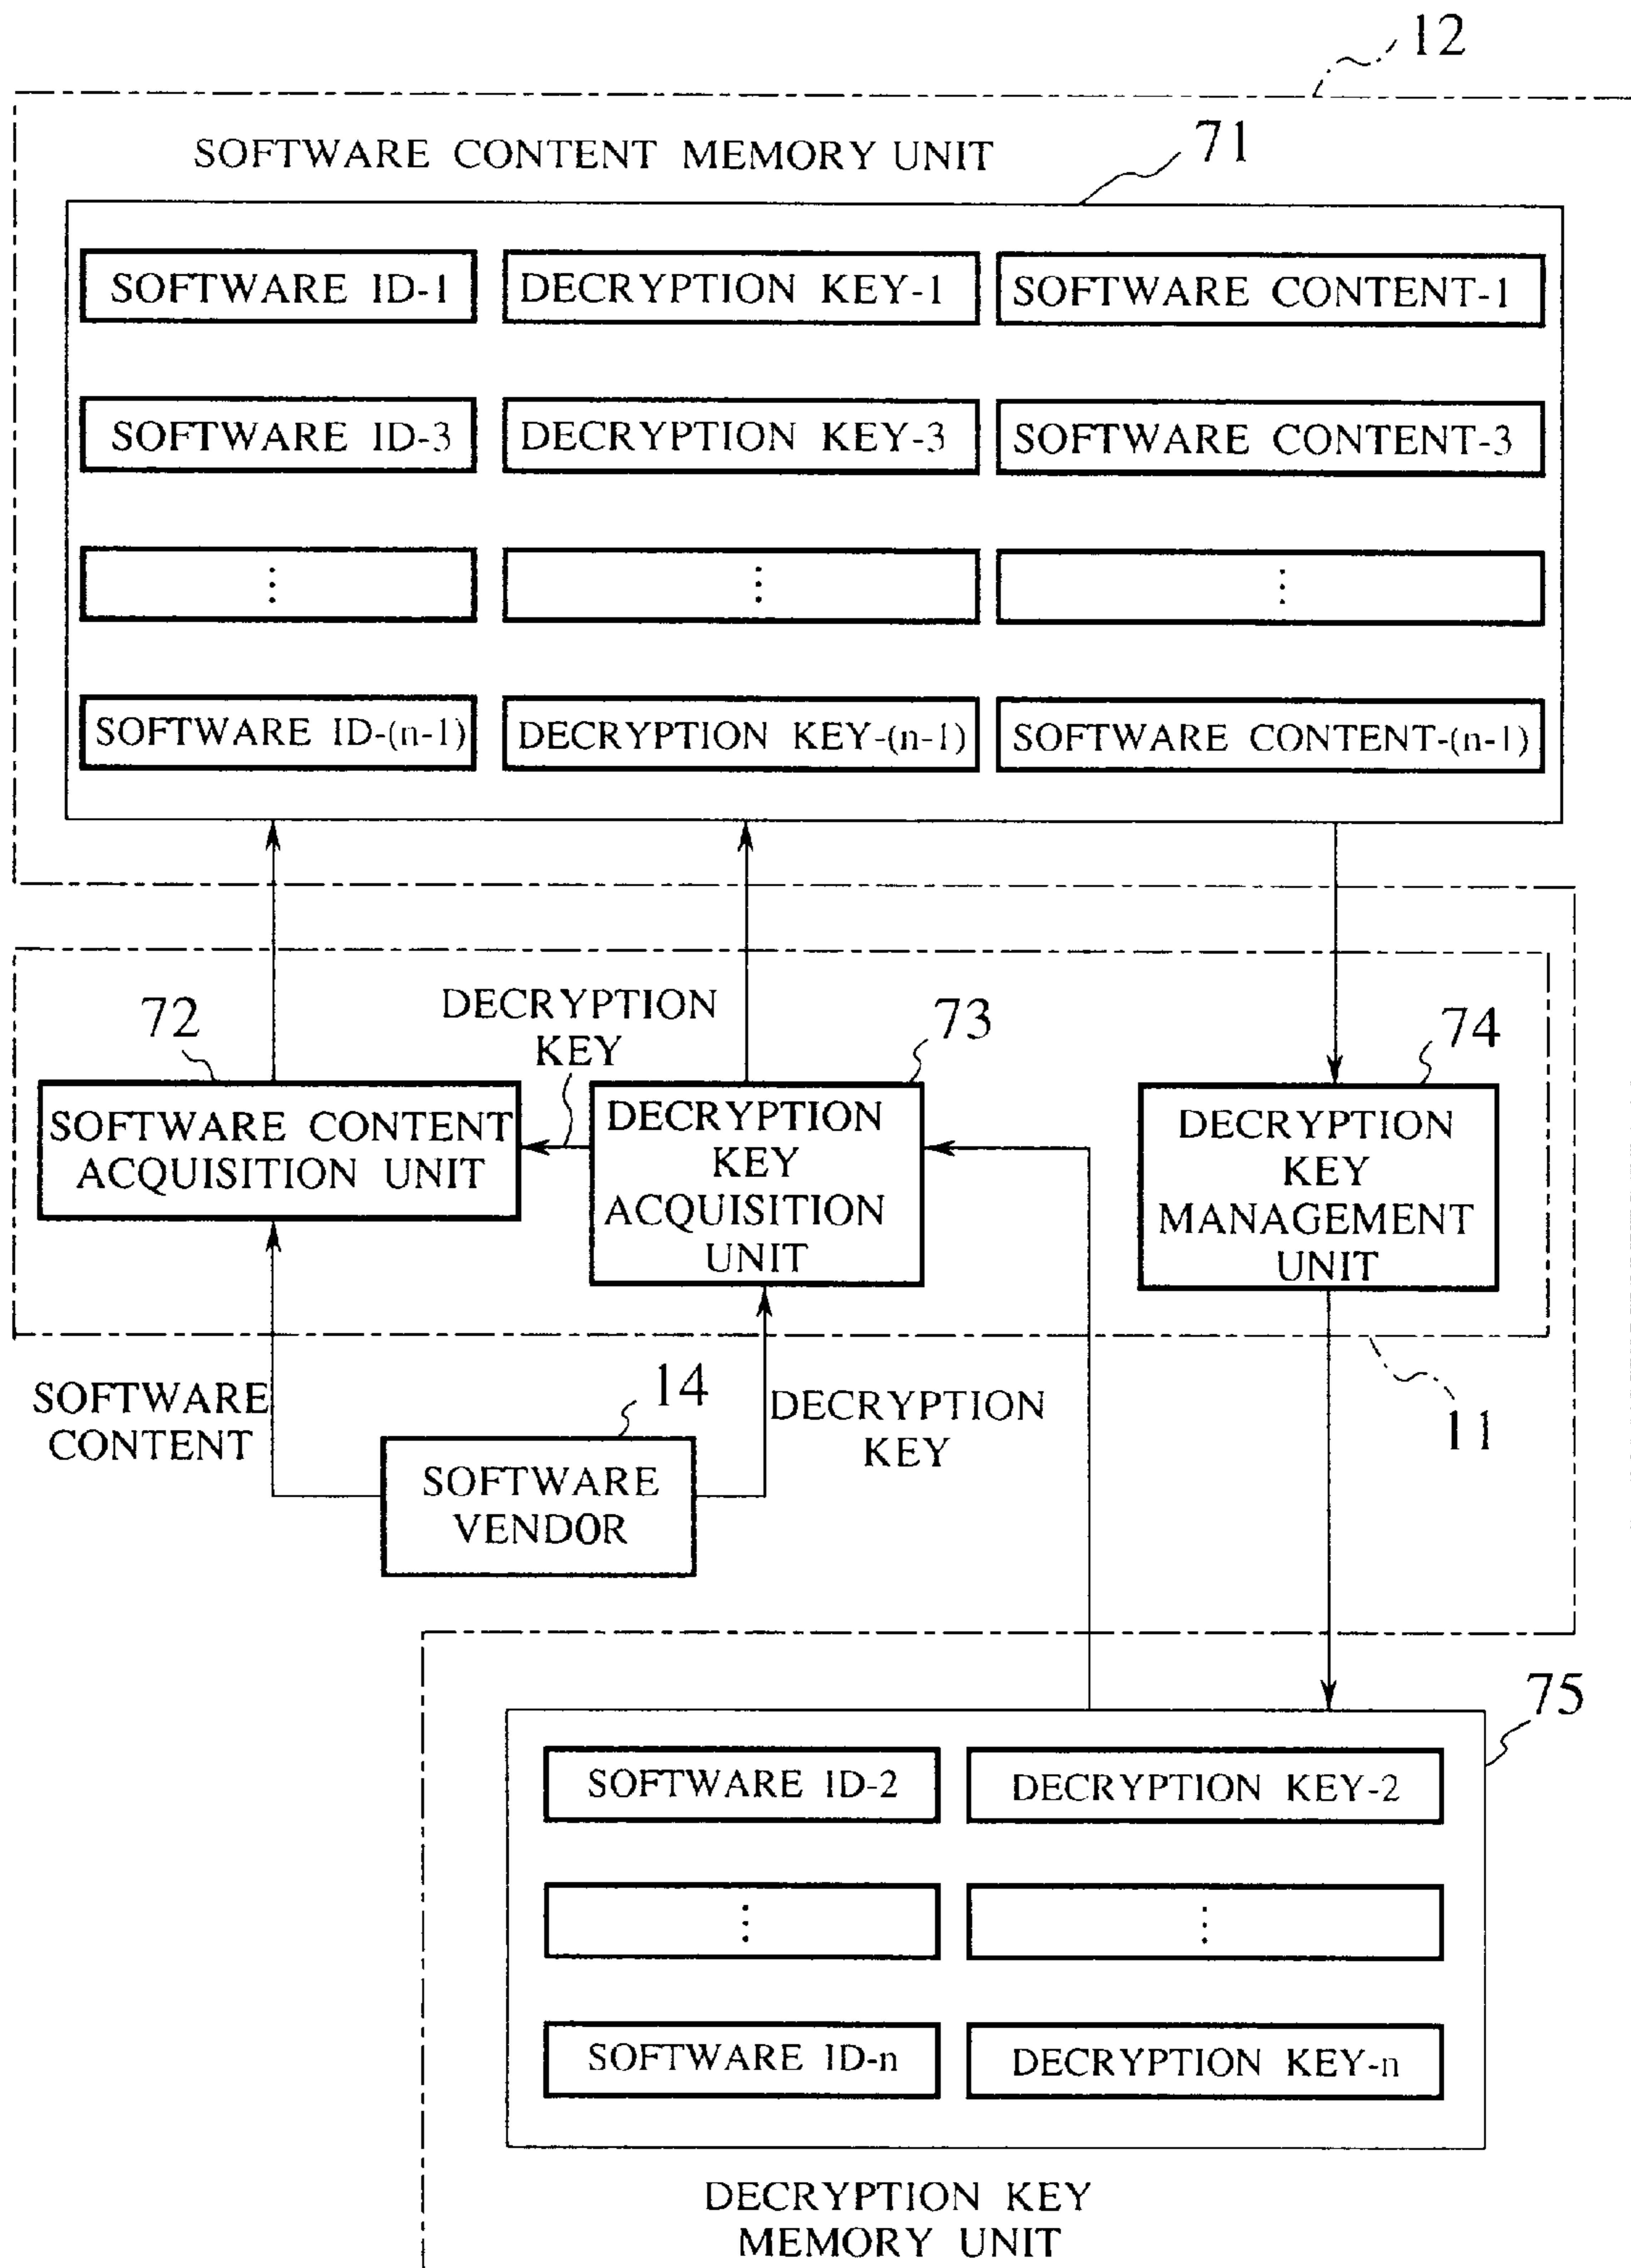 12
SOFTWARE CONTENT MEMORY UNIT
71
SOFTWARE ID-1
DECRYPTION KEY-1
SOFTWARE CONTENT-1
SOFTWARE ID-3
DECRYPTION KEY-3
SOFTWARE CONTENT-3
⋮
⋮
⋮
SOFTWARE ID-(n-1)
DECRYPTION KEY-(n-1)
SOFTWARE CONTENT-(n-1)
72
DECRYPTION
KEY
73
74
SOFTWARE CONTENT
ACQUISITION UNIT
DECRYPTION
KEY
ACQUISITION
UNIT
DECRYPTION
KEY
MANAGEMENT
UNIT
SOFTWARE
CONTENT
14
DECRYPTION
KEY
11
SOFTWARE
VENDOR
75
SOFTWARE ID-2
DECRYPTION KEY-2
⋮
⋮
SOFTWARE ID-n
DECRYPTION KEY-n
DECRYPTION KEY
MEMORY UNIT